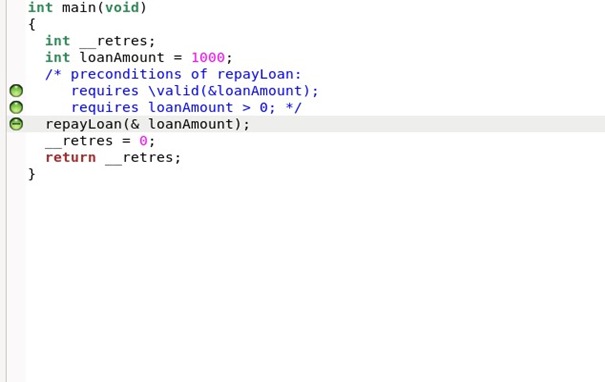 int main(void)
{
  int __retres;
  int loanAmount = 1000;
  /* preconditions of repayLoan:
     requires \valid(&loanAmount);
     requires loanAmount > 0; */
  repayLoan(& loanAmount);
  __retres = 0;
  return __retres;
}